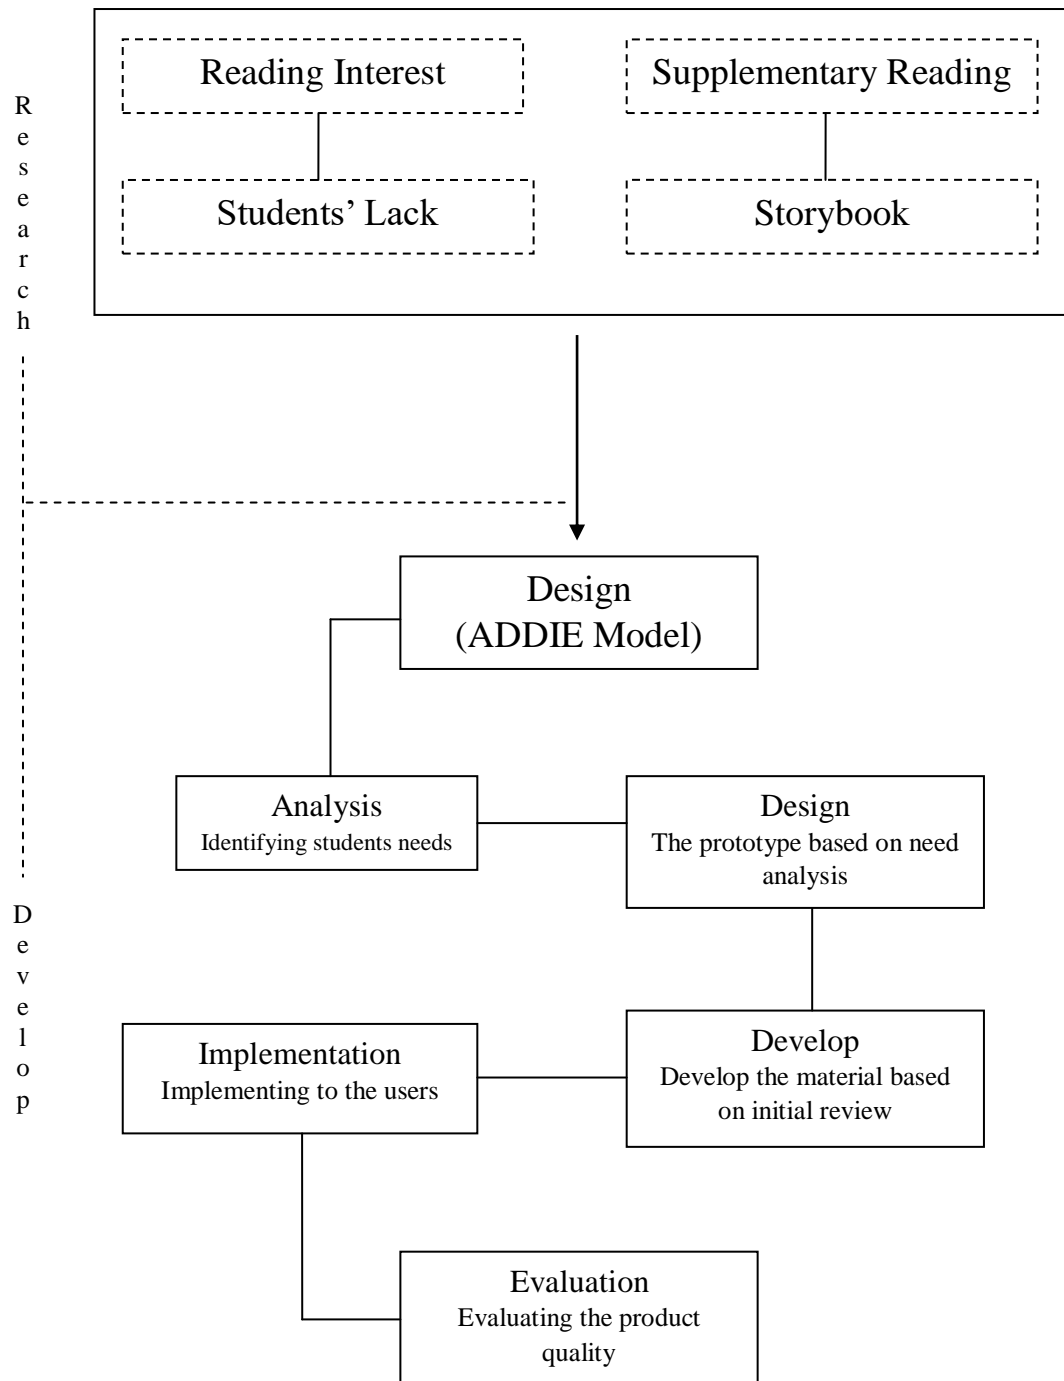 Research
Reading Interest
Supplementary Reading
Students’ Lack
Storybook
Design
(ADDIE Model)
Analysis
Identifying students needs
Design
The prototype based on need
analysis
Develop
Implementation
Implementing to the users
Develop
Develop the material based
on initial review
Evaluation
Evaluating the product
quality